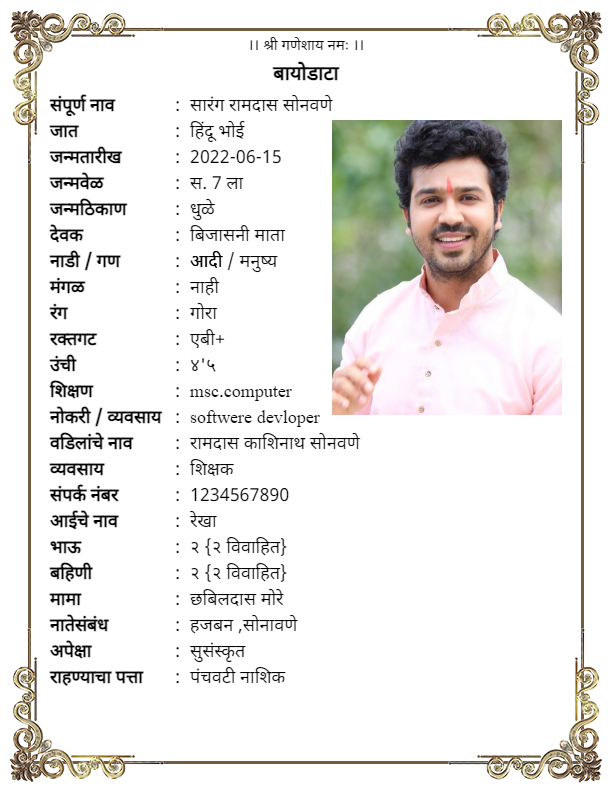 ।। श्री गणेशाय नमः ।।
बायोडाटा
संपूर्ण नाव : सारंग रामदास सोनवणे
जात : हिंदू भोई
जन्मतारीख : 2022-06-15
जन्मवेळ : स. 7 ला
जन्मठिकाण : धुळे
देवक : बिजासनी माता
नाडी / गण : आदी / मनुष्य
मंगळ : नाही
रंग : गोरा
रक्तगट : एबी+
उंची : ४'५
शिक्षण : msc.computer
नोकरी / व्यवसाय : softwere devloper
वडिलांचे नाव : रामदास काशिनाथ सोनवणे
व्यवसाय : शिक्षक
संपर्क नंबर : 1234567890
आईचे नाव : रेखा
भाऊ : २ {२ विवाहित}
बहिणी : २ {२ विवाहित}
मामा : छबिलदास मोरे
नातेसंबंध : हजबन ,सोनावणे
अपेक्षा : सुसंस्कृत
राहण्याचा पत्ता : पंचवटी नाशिक